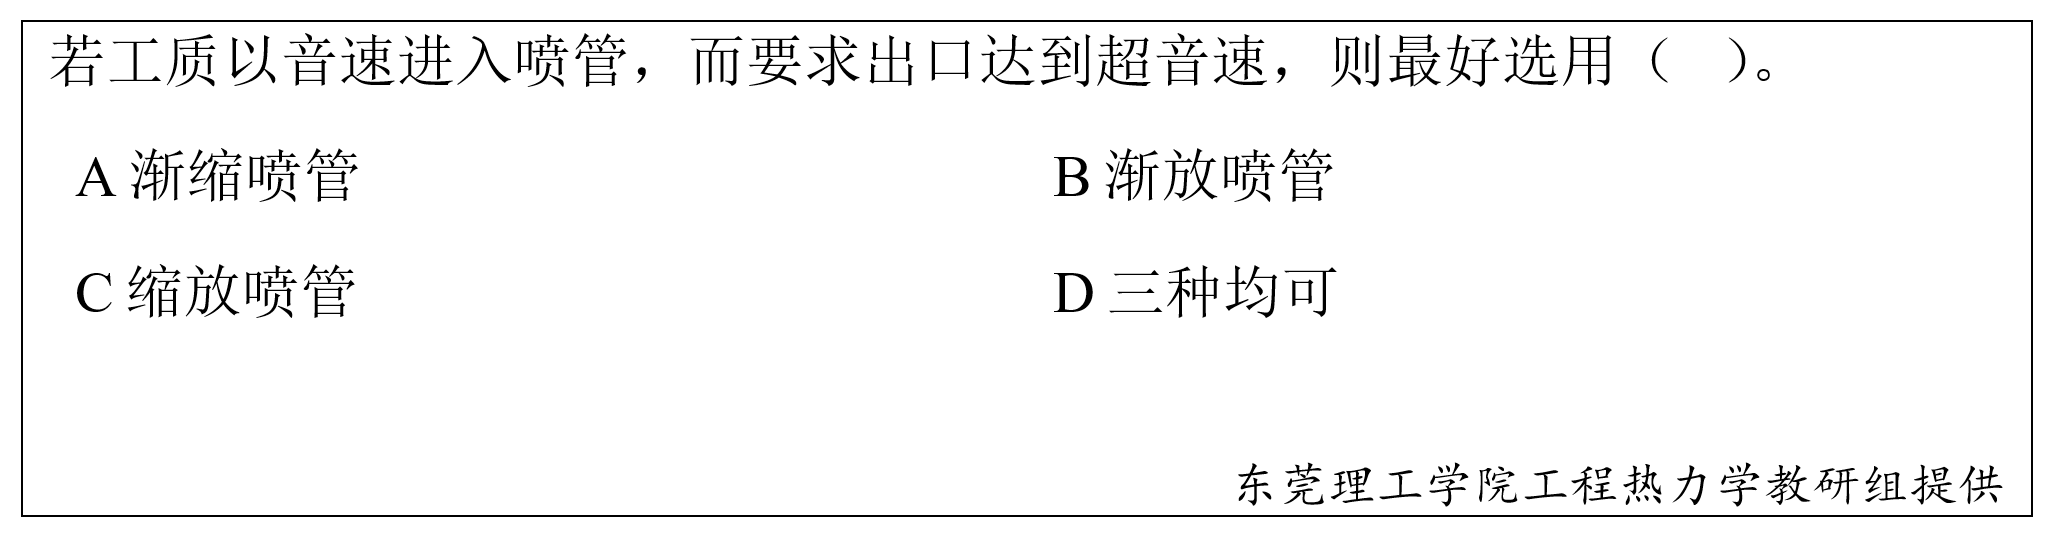 若工质以音速进入喷管，而要求出口达到超音速，则最好选用（ ）。
A 渐缩喷管 B 渐放喷管
C 缩放喷管 D 三种均可
东莞理工学院工程热力学教研组提供